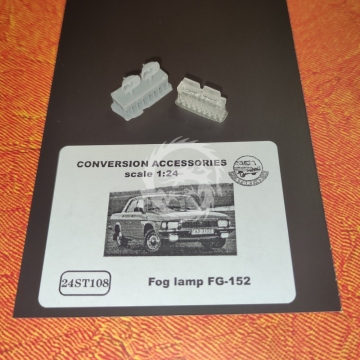 CONVERSION ACCESSORIES
scale 1:24
24ST108
Fog lamp FG-152